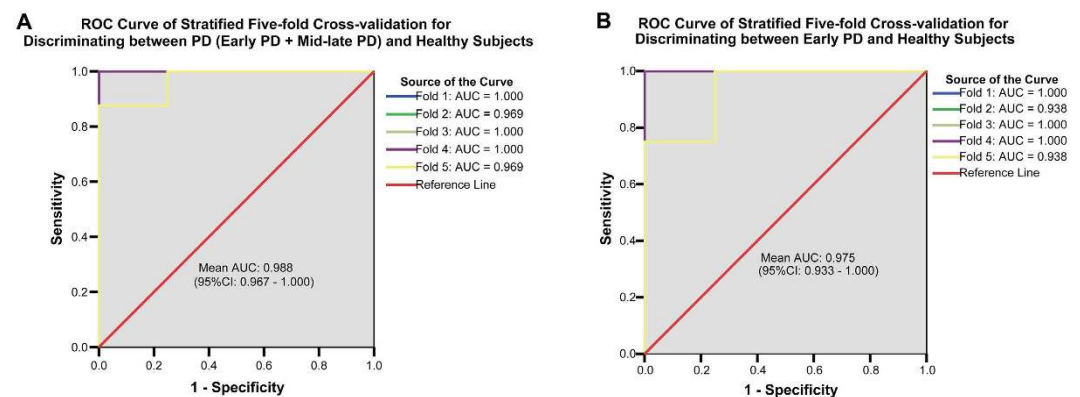 A
ROC Curve of Stratified Five-fold Cross-validation for
Discriminating between PD (Early PD + Mid-late PD) and Healthy Subjects
1.0
0.8
0.6
0.4
0.2
0.0
0.0 0.2 0.4 0.6 0.8 1.0
Sensitivity
1 - Specificity
Mean AUC: 0.988
(95%CI: 0.967 - 1.000)
Source of the Curve
Fold 1: AUC = 1.000
Fold 2: AUC = 0.969
Fold 3: AUC = 1.000
Fold 4: AUC = 1.000
Fold 5: AUC = 0.969
Reference Line
B
ROC Curve of Stratified Five-fold Cross-validation for
Discriminating between Early PD and Healthy Subjects
1.0
0.8
0.6
0.4
0.2
0.0
0.0 0.2 0.4 0.6 0.8 1.0
Sensitivity
1 - Specificity
Mean AUC: 0.975
(95%CI: 0.933 - 1.000)
Source of the Curve
Fold 1: AUC = 1.000
Fold 2: AUC = 0.938
Fold 3: AUC = 1.000
Fold 4: AUC = 1.000
Fold 5: AUC = 0.938
Reference Line